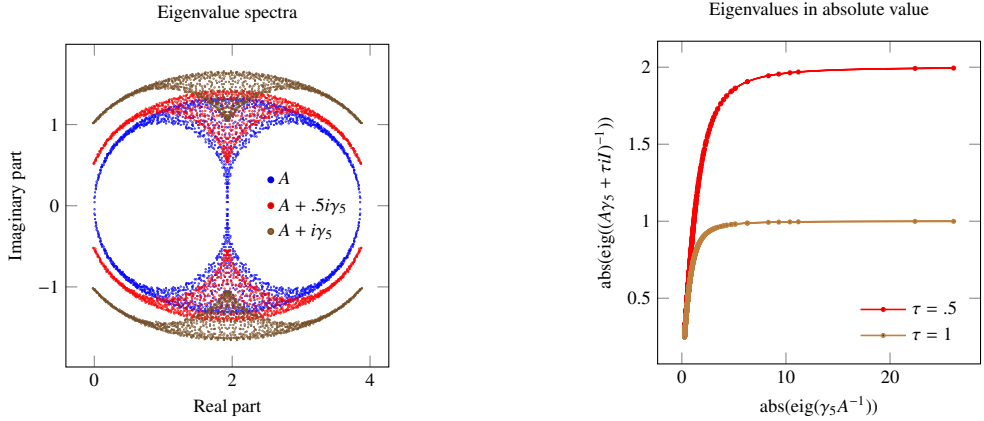 Eigenvalue spectra
Imaginary part
1
0
−1
A
A + .5iγ₅
A + iγ₅
0
2
4
Real part
Eigenvalues in absolute value
abs(eig((Aγ₅ + τiI)⁻¹))
2
1.5
1
0.5
τ = .5
τ = 1
0
10
20
abs(eig(γ₅A⁻¹))